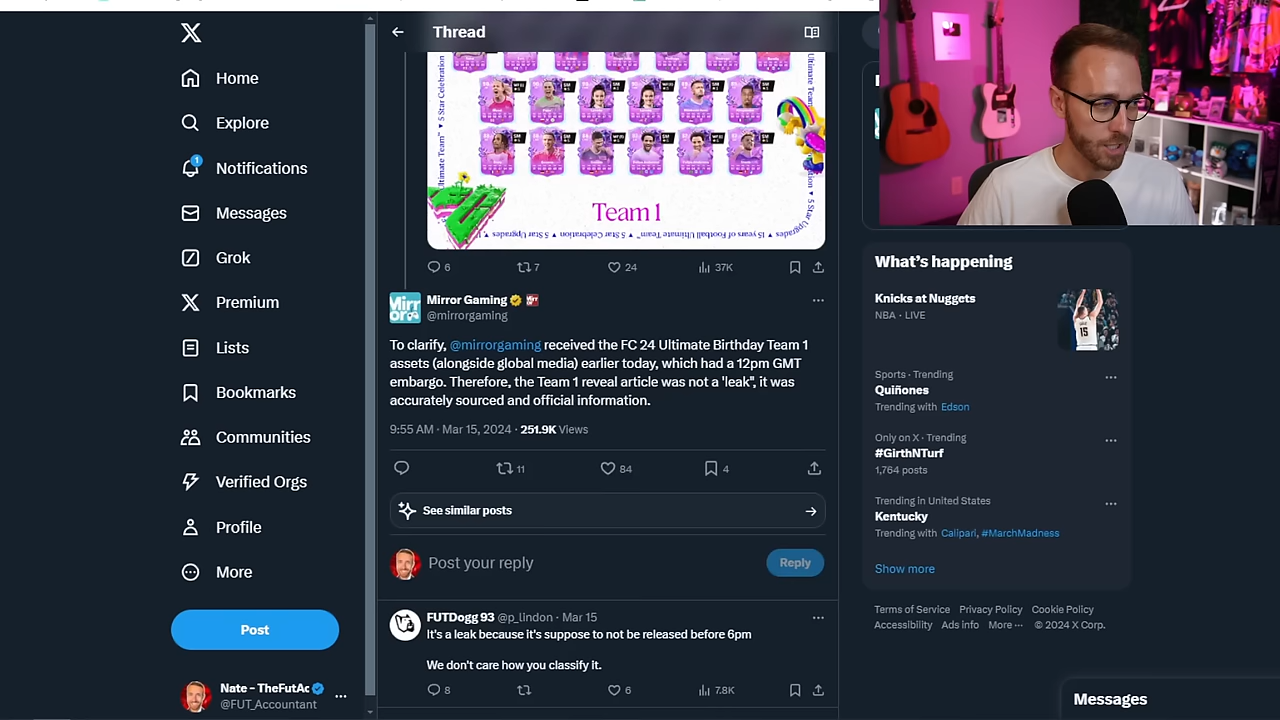 Thread
Home
Explore
1
Notifications
Messages
Grok
Premium
Lists
Bookmarks
Communities
Verified Orgs
Profile
More
Post
Nate – TheFutAc
@FUT_Accountant
Team 1
5 Star Celebration
Ultimate Team
15 years of Football Ultimate Team™ ▼ 5 Star Celebration ▼ 5 Star Upgrades
6
7
24
37K
Mirror Gaming
@mirrorgaming
To clarify, @mirrorgaming received the FC 24 Ultimate Birthday Team 1
assets (alongside global media) earlier today, which had a 12pm GMT
embargo. Therefore, the Team 1 reveal article was not a 'leak", it was
accurately sourced and official information.
9:55 AM · Mar 15, 2024 · 251.9K Views
11
84
4
See similar posts
Post your reply
Reply
FUTDogg 93 @p_lindon · Mar 15
It's a leak because it's suppose to not be released before 6pm
We don't care how you classify it.
8
6
7.8K
What's happening
Knicks at Nuggets
NBA · LIVE
15
Sports · Trending
Quiñones
Trending with Edson
Only on X · Trending
#GirthNTurf
1,764 posts
Trending in United States
Kentucky
Trending with Calipari, #MarchMadness
Show more
Terms of Service Privacy Policy Cookie Policy
Accessibility Ads info More ··· © 2024 X Corp.
Messages